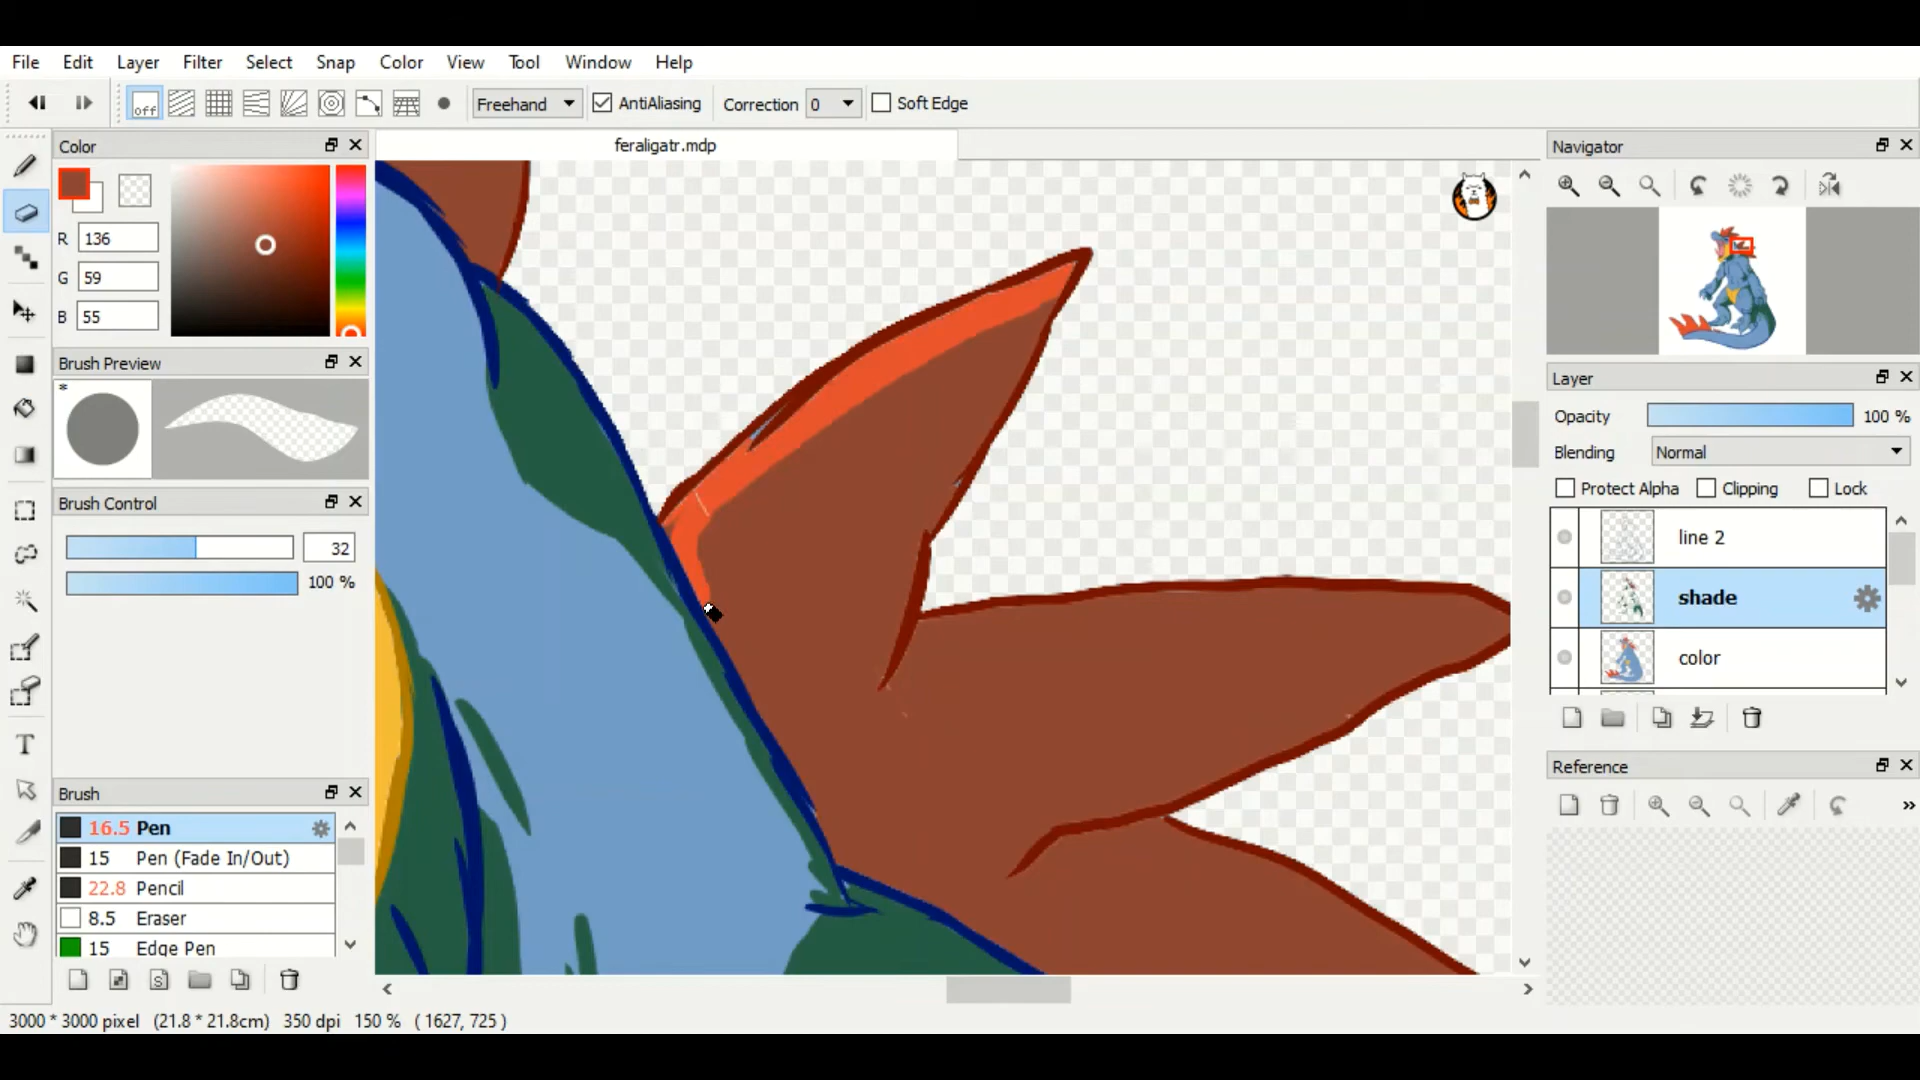 File Edit Layer Filter Select Snap Color View Tool Window Help
off Freehand AntiAliasing Correction 0 Soft Edge
Color
feraligatr.mdp
Navigator
R 136
G 59
B 55
Brush Preview
*
Layer
Opacity 100 %
Blending Normal
Protect Alpha Clipping Lock
Brush Control
32
100 %
line 2
shade
color
Reference
»
Brush
16.5 Pen
15 Pen (Fade In/Out)
22.8 Pencil
8.5 Eraser
15 Edge Pen
3000 * 3000 pixel (21.8 * 21.8cm) 350 dpi 150 % ( 1627, 725 )